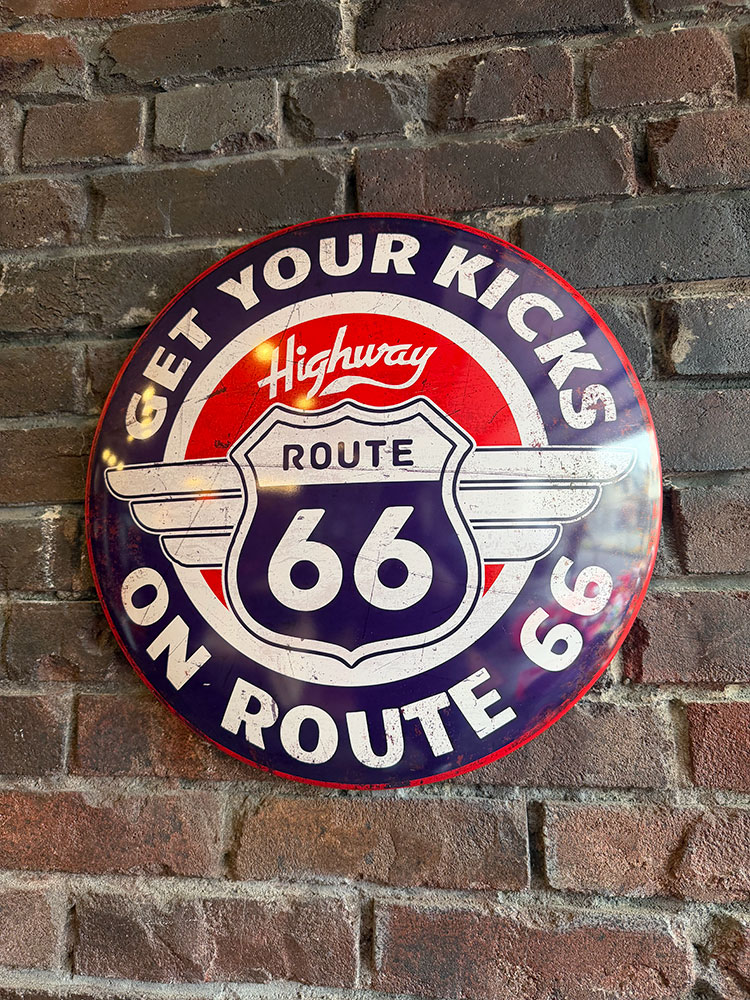 GET YOUR KICKS
Highway
ROUTE
66
ON ROUTE 66